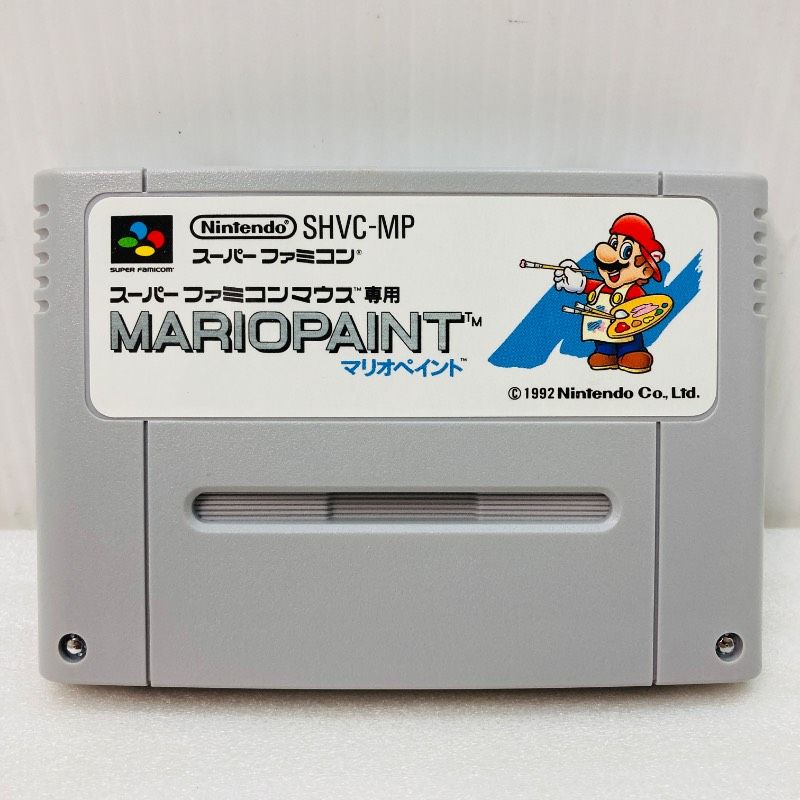 SUPER FAMICOM
Nintendo® SHVC-MP
スーパーファミコン®
スーパーファミコンマウス™専用
MARIOPAINT™
マリオペイント™
©1992 Nintendo Co., Ltd.